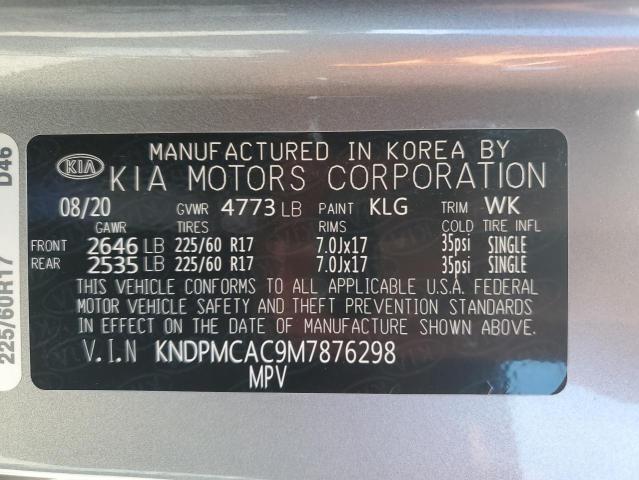 D46
225/60R17
KIA
MANUFACTURED IN KOREA BY
KIA MOTORS CORPORATION
08/20 GVWR 4773 LB PAINT KLG TRIM WK
GAWR TIRES RIMS COLD TIRE INFL
FRONT 2646 LB 225/60 R17 7.0Jx17 35psi SINGLE
REAR 2535 LB 225/60 R17 7.0Jx17 35psi SINGLE
THIS VEHICLE CONFORMS TO ALL APPLICABLE U.S.A. FEDERAL
MOTOR VEHICLE SAFETY AND THEFT PREVENTION STANDARDS
IN EFFECT ON THE DATE OF MANUFACTURE SHOWN ABOVE.
V.I.N KNDPMCAC9M7876298
MPV